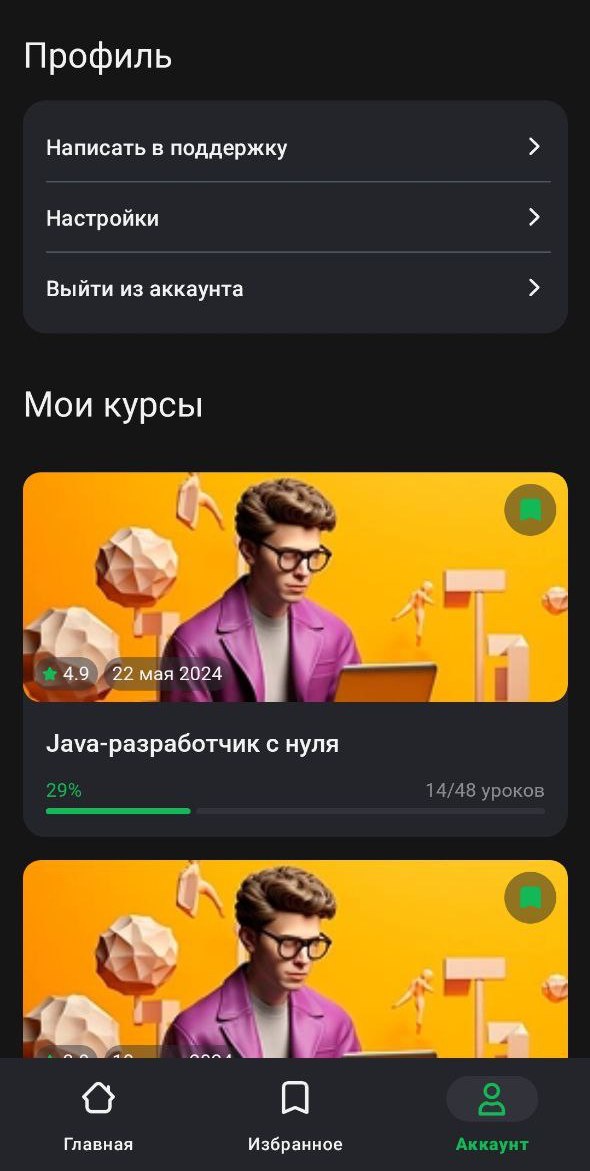 Профиль
Написать в поддержку
Настройки
Выйти из аккаунта
Мои курсы
4.9 22 мая 2024
Java-разработчик с нуля
29% 14/48 уроков
Главная Избранное Аккаунт